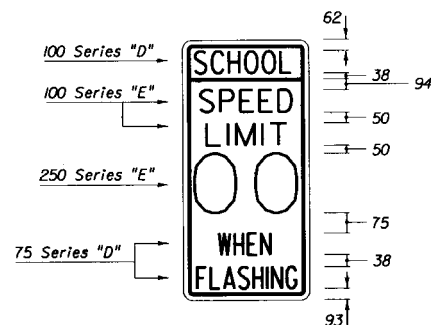 62
100 Series "D"
SCHOOL
38
94
100 Series "E"
SPEED
50
LIMIT
50
250 Series "E"
75
WHEN
75 Series "D"
38
FLASHING
93